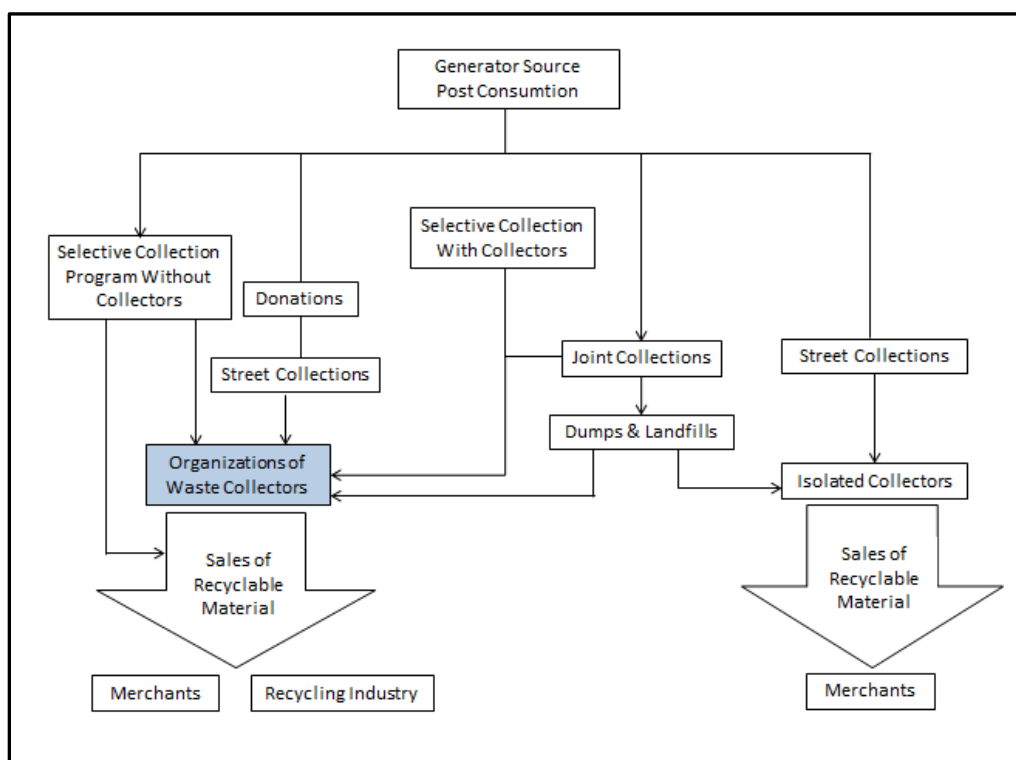 Generator Source
Post Consumtion
Selective Collection
With Collectors
Selective Collection
Program Without
Collectors
Donations
Joint Collections
Street Collections
Street Collections
Dumps & Landfills
Organizations of
Waste Collectors
Isolated Collectors
Sales of
Recyclable
Material
Sales of
Recyclable
Material
Merchants
Recycling Industry
Merchants